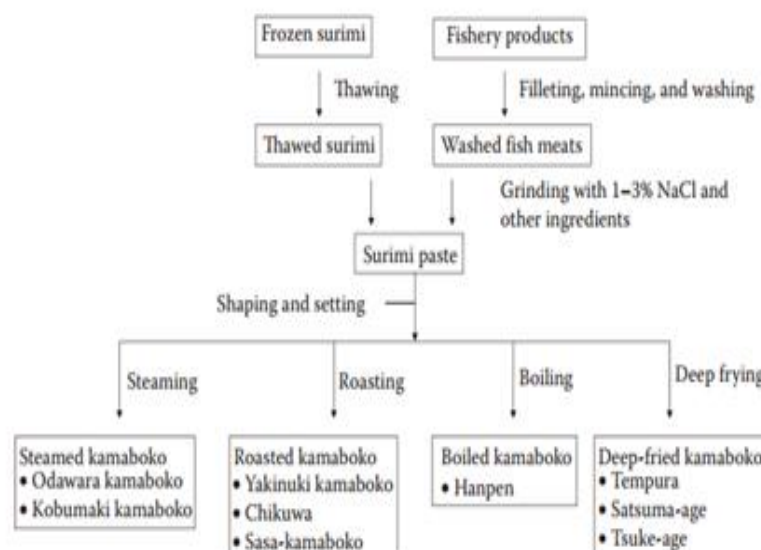 Frozen surimi
Fishery products
Thawing
Filleting, mincing, and washing
Thawed surimi
Washed fish meats
Grinding with 1–3% NaCl and
other ingredients
Surimi paste
Shaping and setting
Steaming
Roasting
Boiling
Deep frying
Steamed kamaboko
• Odawara kamaboko
• Kobumaki kamaboko
Roasted kamaboko
• Yakinuki kamaboko
• Chikuwa
• Sasa-kamaboko
Boiled kamaboko
• Hanpen
Deep-fried kamaboko
• Tempura
• Satsuma-age
• Tsuke-age